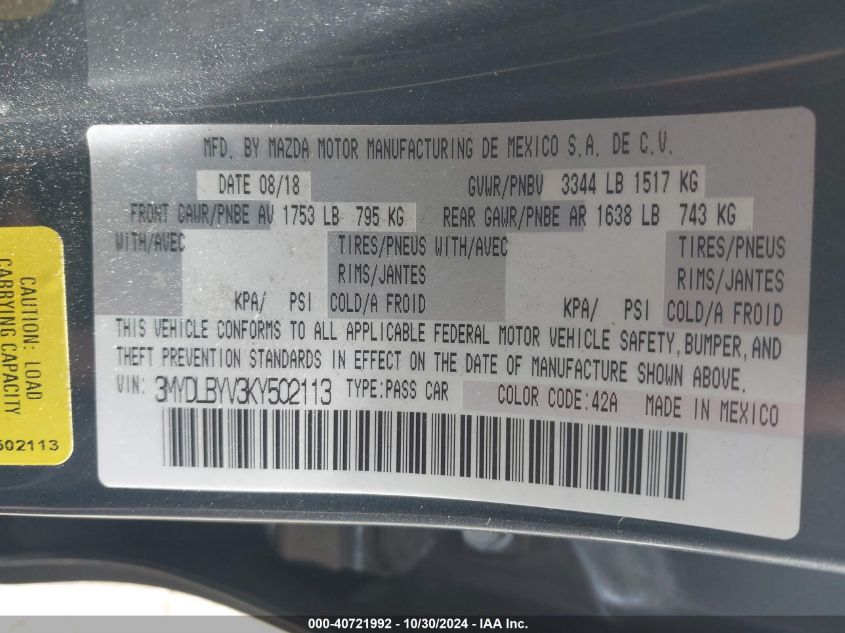 MFD. BY MAZDA MOTOR MANUFACTURING DE MEXICO S.A. DE C.V.
DATE 08/18 GVWR/PNBV 3344 LB 1517 KG
FRONT GAWR/PNBE AV 1753 LB 795 KG REAR GAWR/PNBE AR 1638 LB 743 KG
WITH/AVEC TIRES/PNEUS WITH/AVEC TIRES/PNEUS
RIMS/JANTES RIMS/JANTES
KPA/ PSI COLD/A FROID KPA/ PSI COLD/A FROID
THIS VEHICLE CONFORMS TO ALL APPLICABLE FEDERAL MOTOR VEHICLE SAFETY, BUMPER, AND
THEFT PREVENTION STANDARDS IN EFFECT ON THE DATE OF MANUFACTURE SHOWN ABOVE.
VIN: 3MYDLBYV3KY502113 TYPE:PASS CAR COLOR CODE:42A MADE IN MEXICO
CAUTION: LOAD
CARRYING CAPACITY
502113
000-40721992 - 10/30/2024 - IAA Inc.